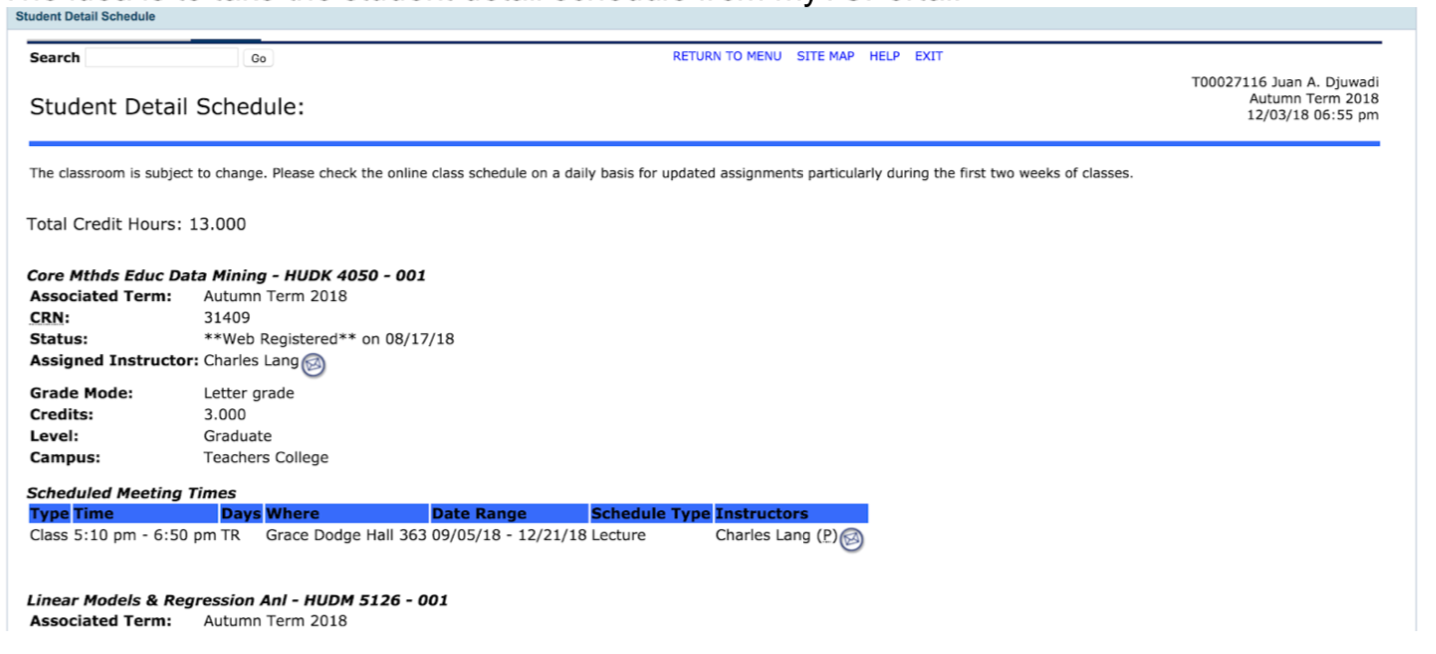 Student Detail Schedule
Search Go RETURN TO MENU SITE MAP HELP EXIT
T00027116 Juan A. Djuwadi
Autumn Term 2018
12/03/18 06:55 pm
Student Detail Schedule:
The classroom is subject to change. Please check the online class schedule on a daily basis for updated assignments particularly during the first two weeks of classes.
Total Credit Hours: 13.000
Core Mthds Educ Data Mining - HUDK 4050 - 001
Associated Term: Autumn Term 2018
CRN: 31409
Status: **Web Registered** on 08/17/18
Assigned Instructor: Charles Lang
Grade Mode: Letter grade
Credits: 3.000
Level: Graduate
Campus: Teachers College
Scheduled Meeting Times
Type Time Days Where Date Range Schedule Type Instructors
Class 5:10 pm - 6:50 pm TR Grace Dodge Hall 363 09/05/18 - 12/21/18 Lecture Charles Lang (P)
Linear Models & Regression Anl - HUDM 5126 - 001
Associated Term: Autumn Term 2018